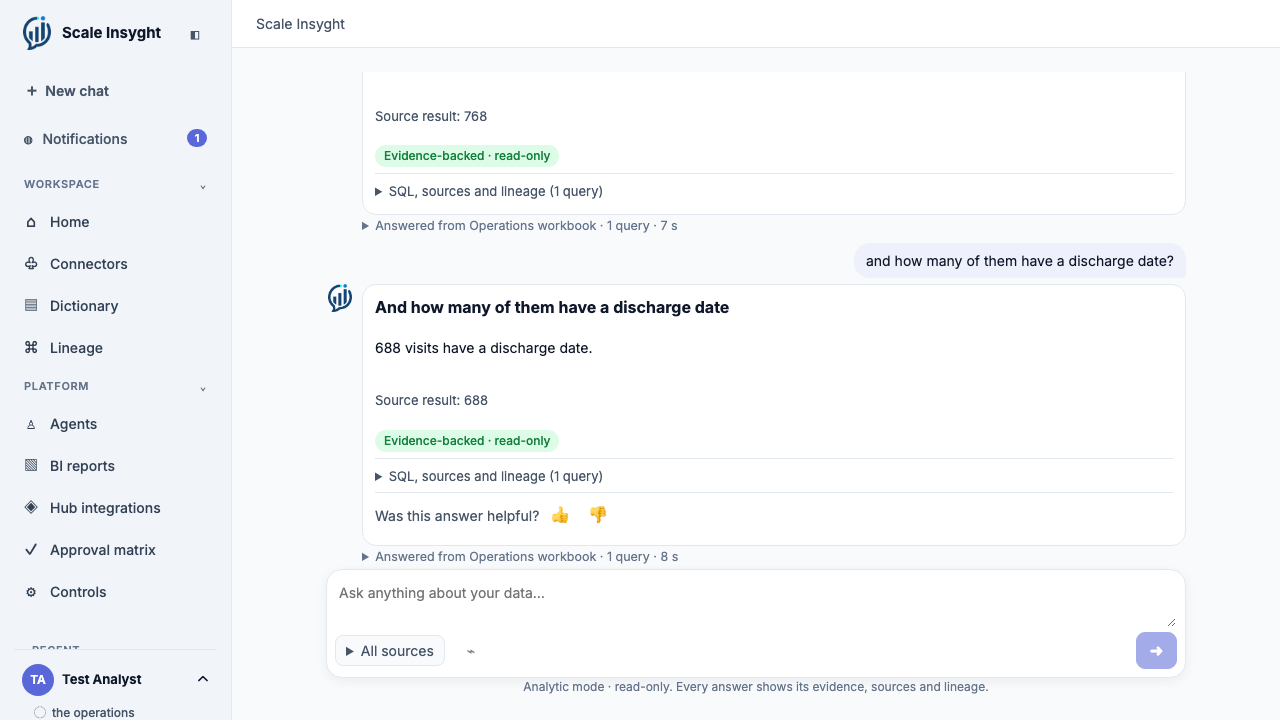 Scale Insyght
+ New chat
Notifications 1
WORKSPACE
Home
Connectors
Dictionary
Lineage
PLATFORM
Agents
BI reports
Hub integrations
Approval matrix
Controls
RECENT
TA Test Analyst
the operations
Scale Insyght
Source result: 768
Evidence-backed · read-only
SQL, sources and lineage (1 query)
Answered from Operations workbook · 1 query · 7 s
and how many of them have a discharge date?
And how many of them have a discharge date
688 visits have a discharge date.
Source result: 688
Evidence-backed · read-only
SQL, sources and lineage (1 query)
Was this answer helpful?
Answered from Operations workbook · 1 query · 8 s
Ask anything about your data...
All sources
Analytic mode · read-only. Every answer shows its evidence, sources and lineage.